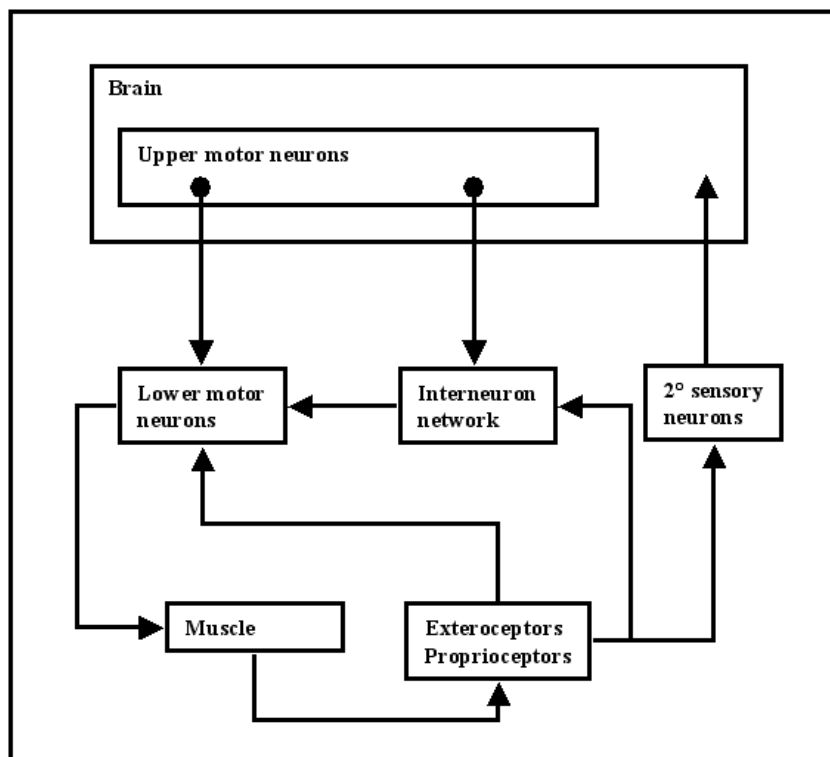 Brain
Upper motor neurons
Lower motor
neurons
Interneuron
network
2° sensory
neurons
Muscle
Exteroceptors
Proprioceptors